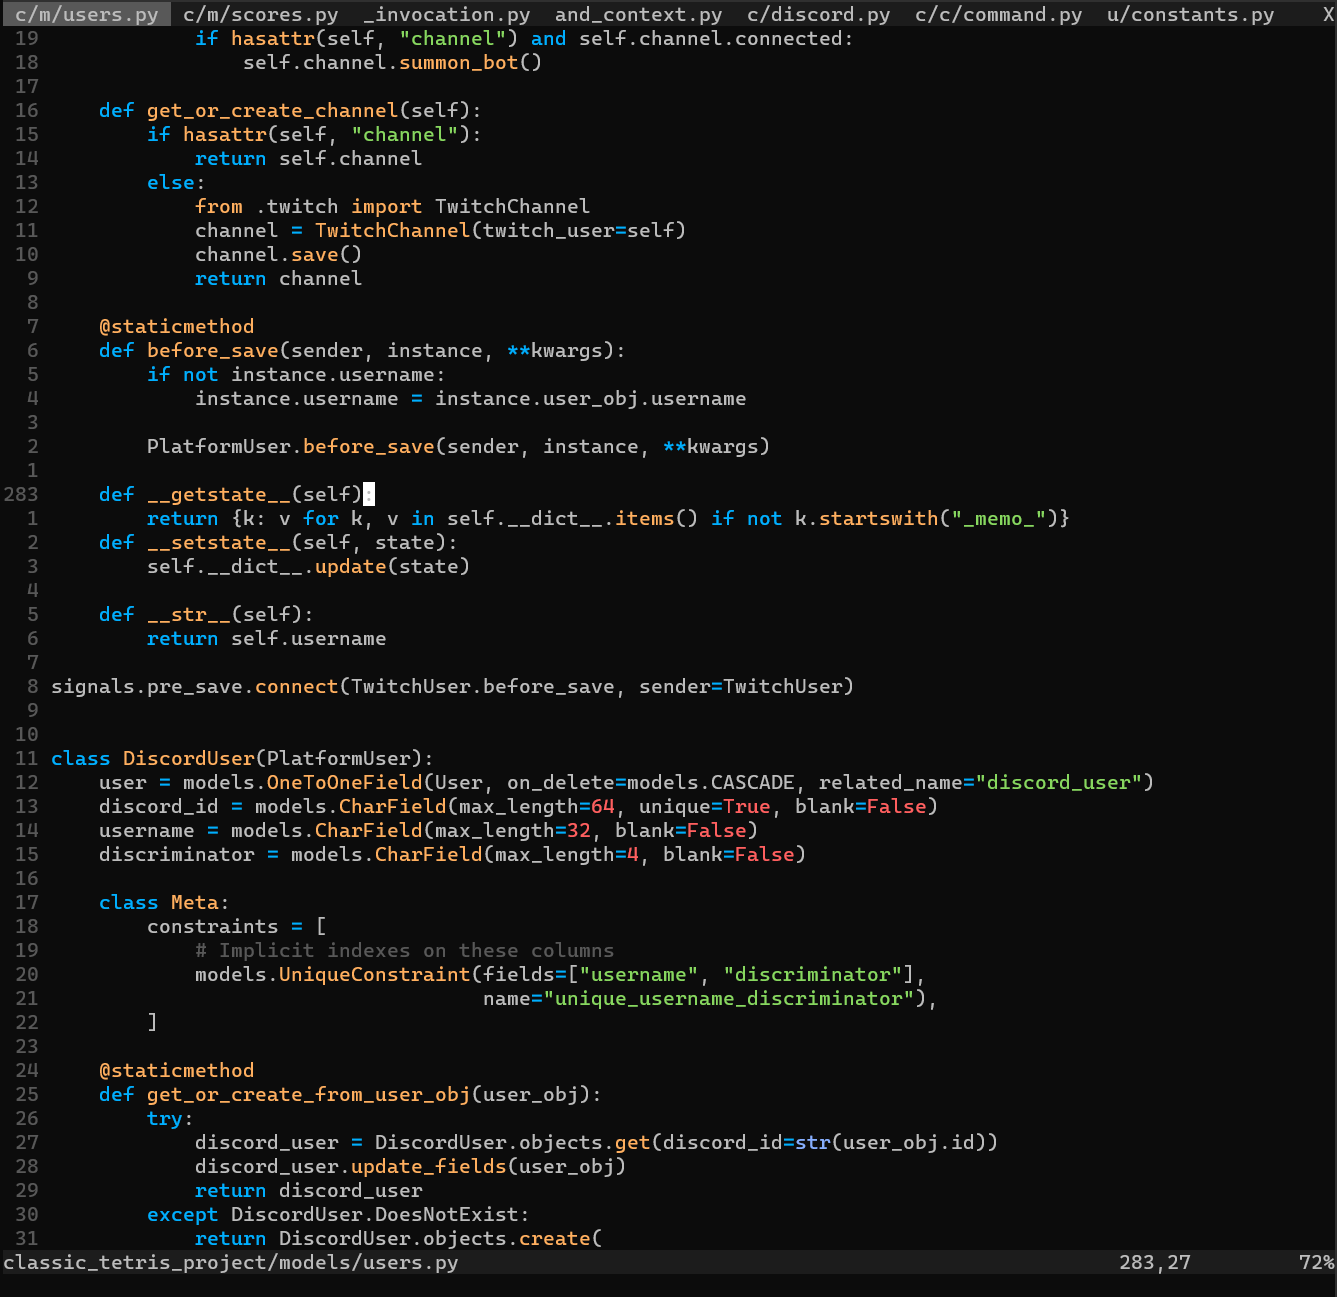 c/m/users.py  c/m/scores.py  _invocation.py  and_context.py  c/discord.py  c/c/command.py  u/constants.py    X
 19             if hasattr(self, "channel") and self.channel.connected:
 18                 self.channel.summon_bot()
 17
 16     def get_or_create_channel(self):
 15         if hasattr(self, "channel"):
 14             return self.channel
 13         else:
 12             from .twitch import TwitchChannel
 11             channel = TwitchChannel(twitch_user=self)
 10             channel.save()
  9             return channel
  8
  7     @staticmethod
  6     def before_save(sender, instance, **kwargs):
  5         if not instance.username:
  4             instance.username = instance.user_obj.username
  3
  2         PlatformUser.before_save(sender, instance, **kwargs)
  1
283     def __getstate__(self):
  1         return {k: v for k, v in self.__dict__.items() if not k.startswith("_memo_")}
  2     def __setstate__(self, state):
  3         self.__dict__.update(state)
  4
  5     def __str__(self):
  6         return self.username
  7
  8 signals.pre_save.connect(TwitchUser.before_save, sender=TwitchUser)
  9
 10
 11 class DiscordUser(PlatformUser):
 12     user = models.OneToOneField(User, on_delete=models.CASCADE, related_name="discord_user")
 13     discord_id = models.CharField(max_length=64, unique=True, blank=False)
 14     username = models.CharField(max_length=32, blank=False)
 15     discriminator = models.CharField(max_length=4, blank=False)
 16
 17     class Meta:
 18         constraints = [
 19             # Implicit indexes on these columns
 20             models.UniqueConstraint(fields=["username", "discriminator"],
 21                                     name="unique_username_discriminator"),
 22         ]
 23
 24     @staticmethod
 25     def get_or_create_from_user_obj(user_obj):
 26         try:
 27             discord_user = DiscordUser.objects.get(discord_id=str(user_obj.id))
 28             discord_user.update_fields(user_obj)
 29             return discord_user
 30         except DiscordUser.DoesNotExist:
 31             return DiscordUser.objects.create(
classic_tetris_project/models/users.py    283,27    72%